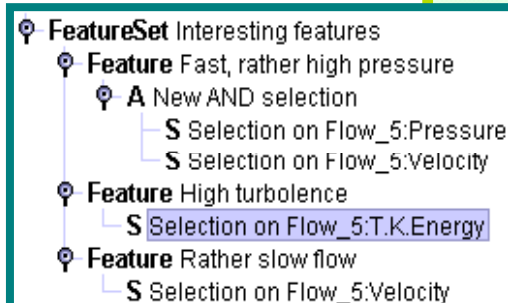 FeatureSet Interesting features
Feature Fast, rather high pressure
A New AND selection
S Selection on Flow_5:Pressure
S Selection on Flow_5:Velocity
Feature High turbolence
S Selection on Flow_5:T.K.Energy
Feature Rather slow flow
S Selection on Flow_5:Velocity